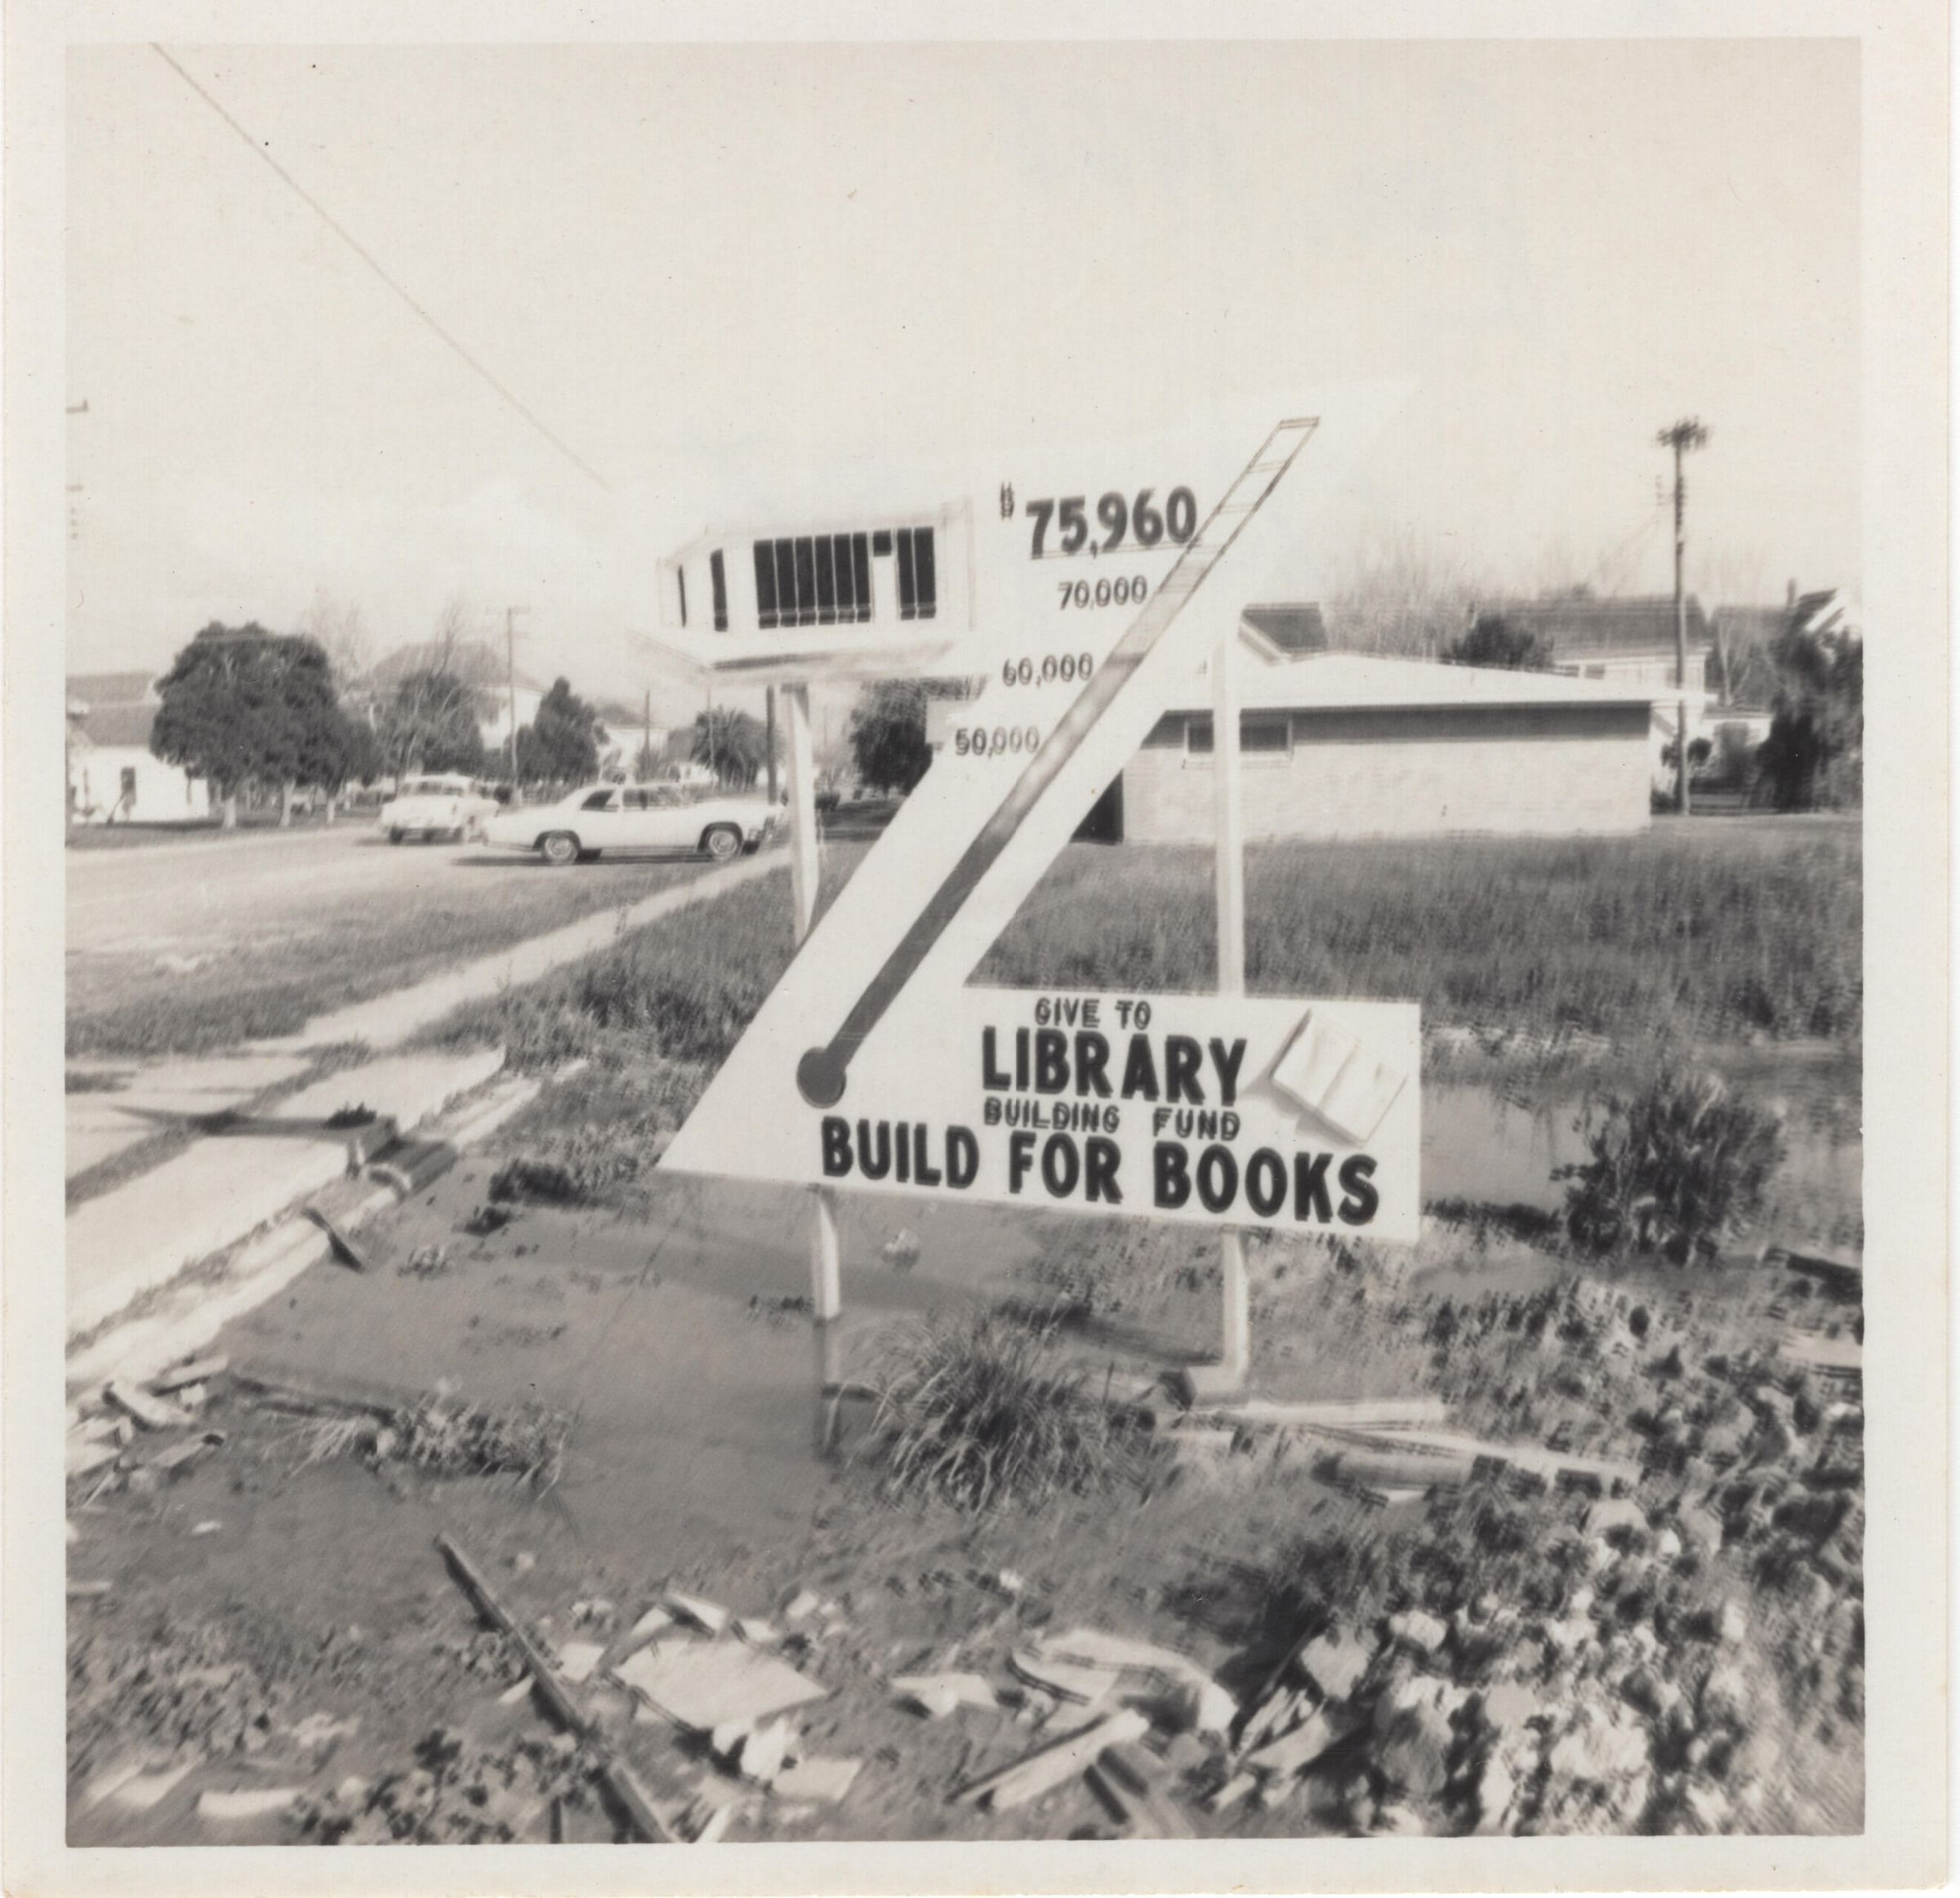 $75,960
70,000
60,000
50,000
GIVE TO
LIBRARY
BUILDING FUND
BUILD FOR BOOKS